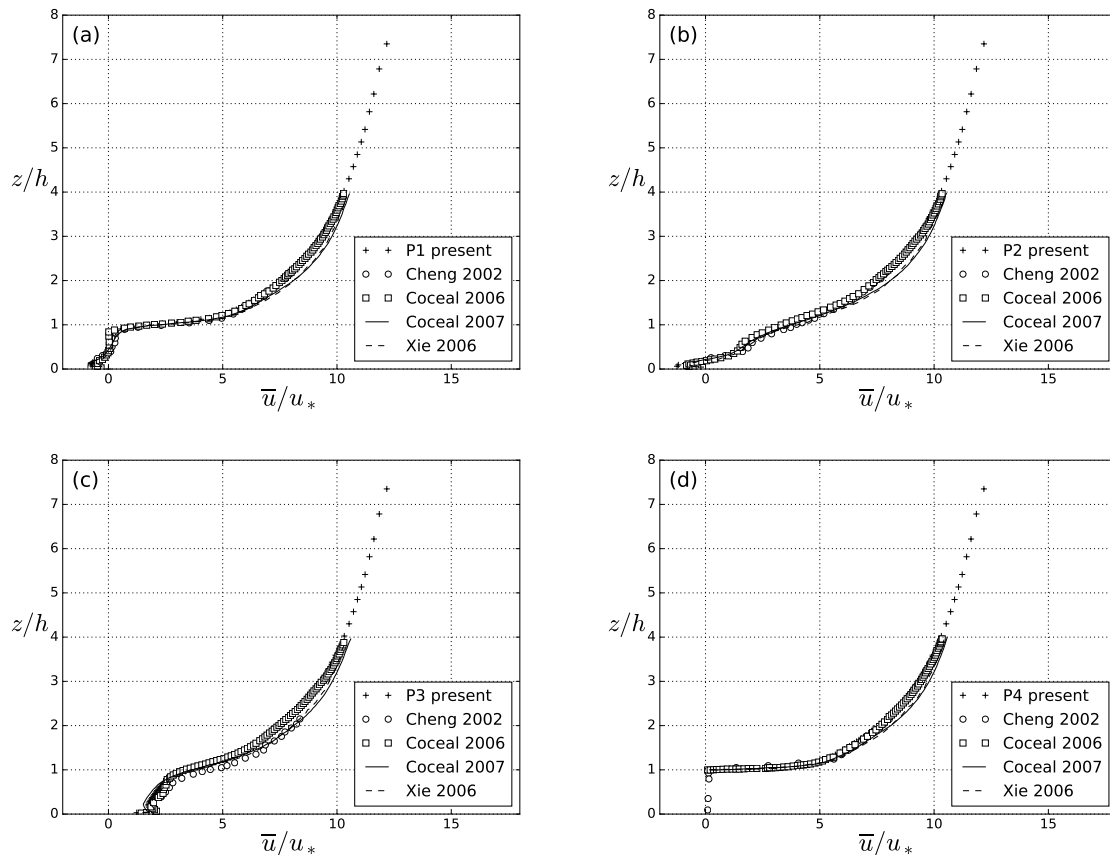 (a)
8
7
6
5
4
3
2
1
0
z/h
0 5 10 15
u̅/u*
P1 present
Cheng 2002
Coceal 2006
Coceal 2007
Xie 2006
(b)
8
7
6
5
4
3
2
1
0
z/h
0 5 10 15
u̅/u*
P2 present
Cheng 2002
Coceal 2006
Coceal 2007
Xie 2006
(c)
8
7
6
5
4
3
2
1
0
z/h
0 5 10 15
u̅/u*
P3 present
Cheng 2002
Coceal 2006
Coceal 2007
Xie 2006
(d)
8
7
6
5
4
3
2
1
0
z/h
0 5 10 15
u̅/u*
P4 present
Cheng 2002
Coceal 2006
Coceal 2007
Xie 2006